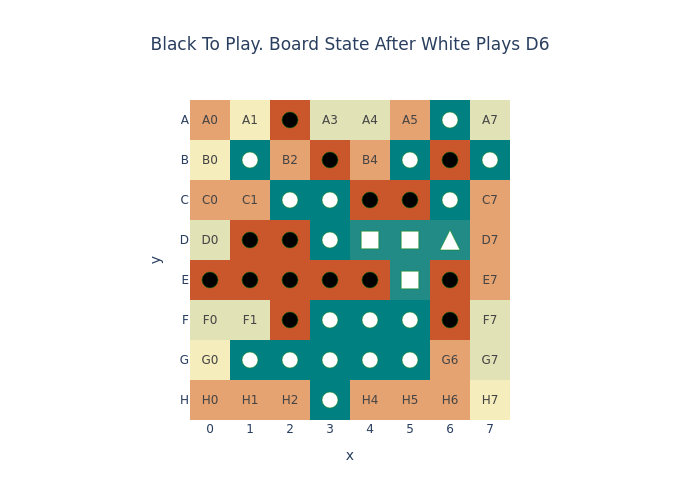 Black To Play. Board State After White Plays D6
A A0 A1 A3 A4 A5 A7
B B0 B2 B4
C C0 C1 C7
D D0 D7
E E7
F F0 F1 F7
G G0 G6 G7
H H0 H1 H2 H4 H5 H6 H7
0 1 2 3 4 5 6 7
x
y